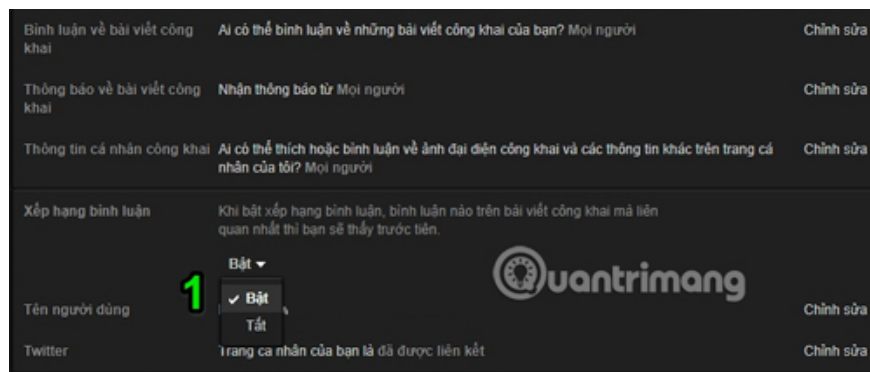 Bình luận về bài viết công Ai có thể bình luận về những bài viết công khai của bạn? Mọi người Chỉnh sửa
khai
Thông báo về bài viết công Nhận thông báo từ Mọi người Chỉnh sửa
khai
Thông tin cá nhân công khai Ai có thể thích hoặc bình luận về ảnh đại diện công khai và các thông tin khác trên trang cá Chỉnh sửa
nhân của tôi? Mọi người
Xếp hạng bình luận Khi bật xếp hạng bình luận, bình luận nào trên bài viết công khai mà liên
quan nhất thì bạn sẽ thấy trước tiên.
Bật
Quantrimang
1
Bật
Tên người dùng Chỉnh sửa
Tắt
Twitter Trang cá nhân của bạn là đã được liên kết Chỉnh sửa